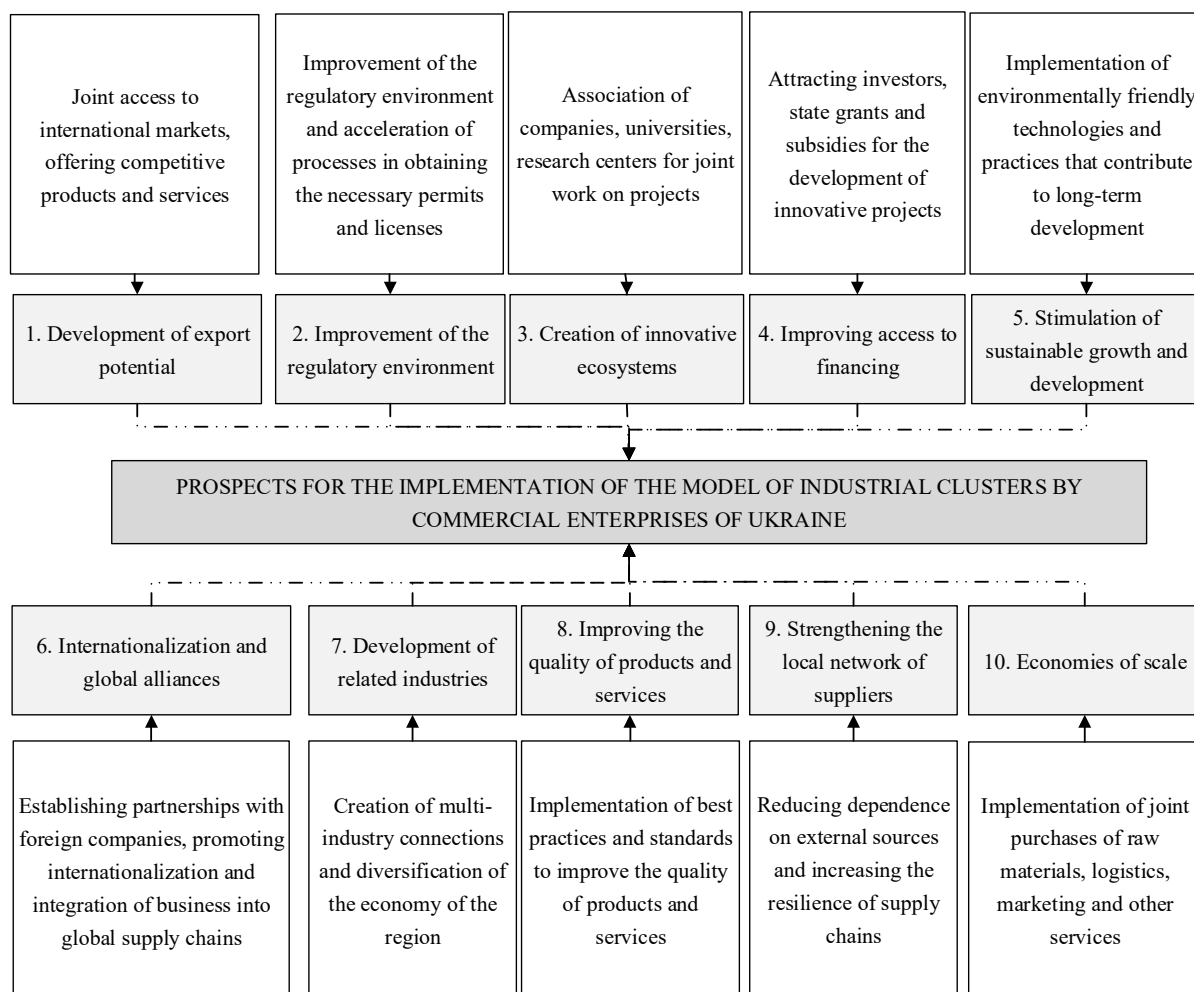 Joint access to
international markets,
offering competitive
products and services
Improvement of the
regulatory environment
and acceleration of
processes in obtaining
the necessary permits
and licenses
Association of
companies, universities,
research centers for joint
work on projects
Attracting investors,
state grants and
subsidies for the
development of
innovative projects
Implementation of
environmentally friendly
technologies and
practices that contribute
to long-term
development
1. Development of export
potential
2. Improvement of the
regulatory environment
3. Creation of innovative
ecosystems
4. Improving access to
financing
5. Stimulation of
sustainable growth and
development
PROSPECTS FOR THE IMPLEMENTATION OF THE MODEL OF INDUSTRIAL CLUSTERS BY
COMMERCIAL ENTERPRISES OF UKRAINE
6. Internationalization and
global alliances
7. Development of
related industries
8. Improving the
quality of products and
services
9. Strengthening the
local network of
suppliers
10. Economies of scale
Establishing partnerships with
foreign companies, promoting
internationalization and
integration of business into
global supply chains
Creation of multi-
industry connections
and diversification of
the economy of the
region
Implementation of best
practices and standards
to improve the quality
of products and
services
Reducing dependence
on external sources
and increasing the
resilience of supply
chains
Implementation of joint
purchases of raw
materials, logistics,
marketing and other
services